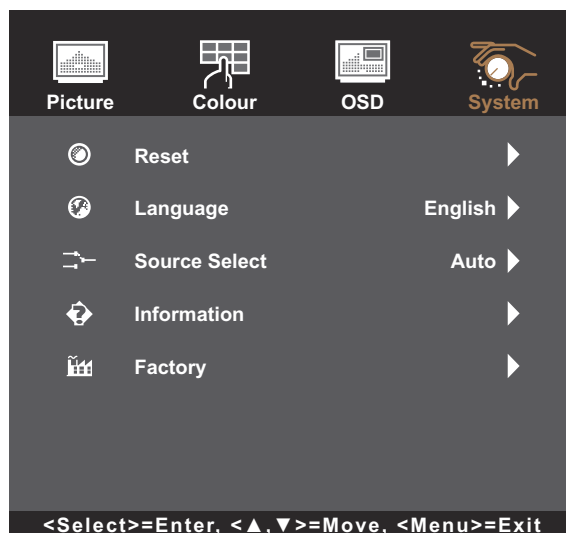 Picture Colour OSD System
Reset
Language English
Source Select Auto
Information
Factory
<Select>=Enter, <▲,▼>=Move, <Menu>=Exit